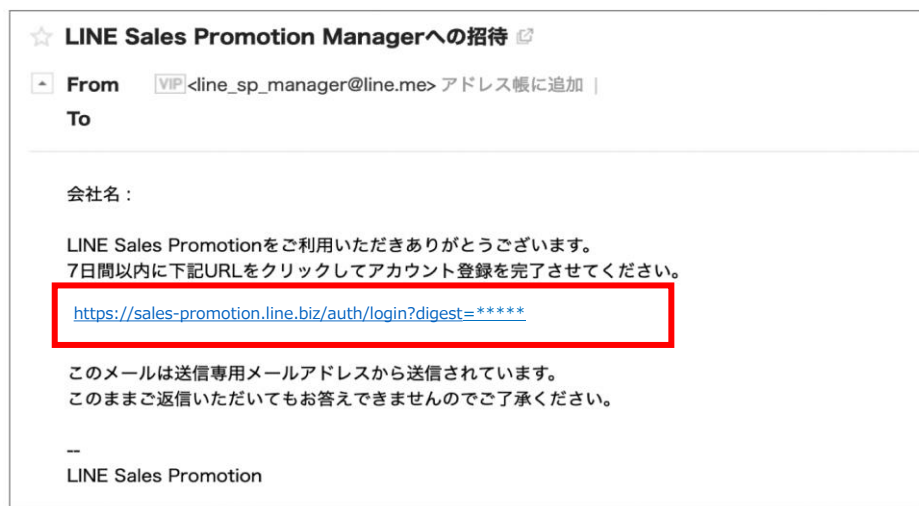 LINE Sales Promotion Managerへの招待
From VIP <line_sp_manager@line.me> アドレス帳に追加 |
To
会社名：
LINE Sales Promotionをご利用いただきありがとうございます。
7日間以内に下記URLをクリックしてアカウント登録を完了させてください。
https://sales-promotion.line.biz/auth/login?digest=*****
このメールは送信専用メールアドレスから送信されています。
このままご返信いただいてもお答えできませんのでご了承ください。
--
LINE Sales Promotion